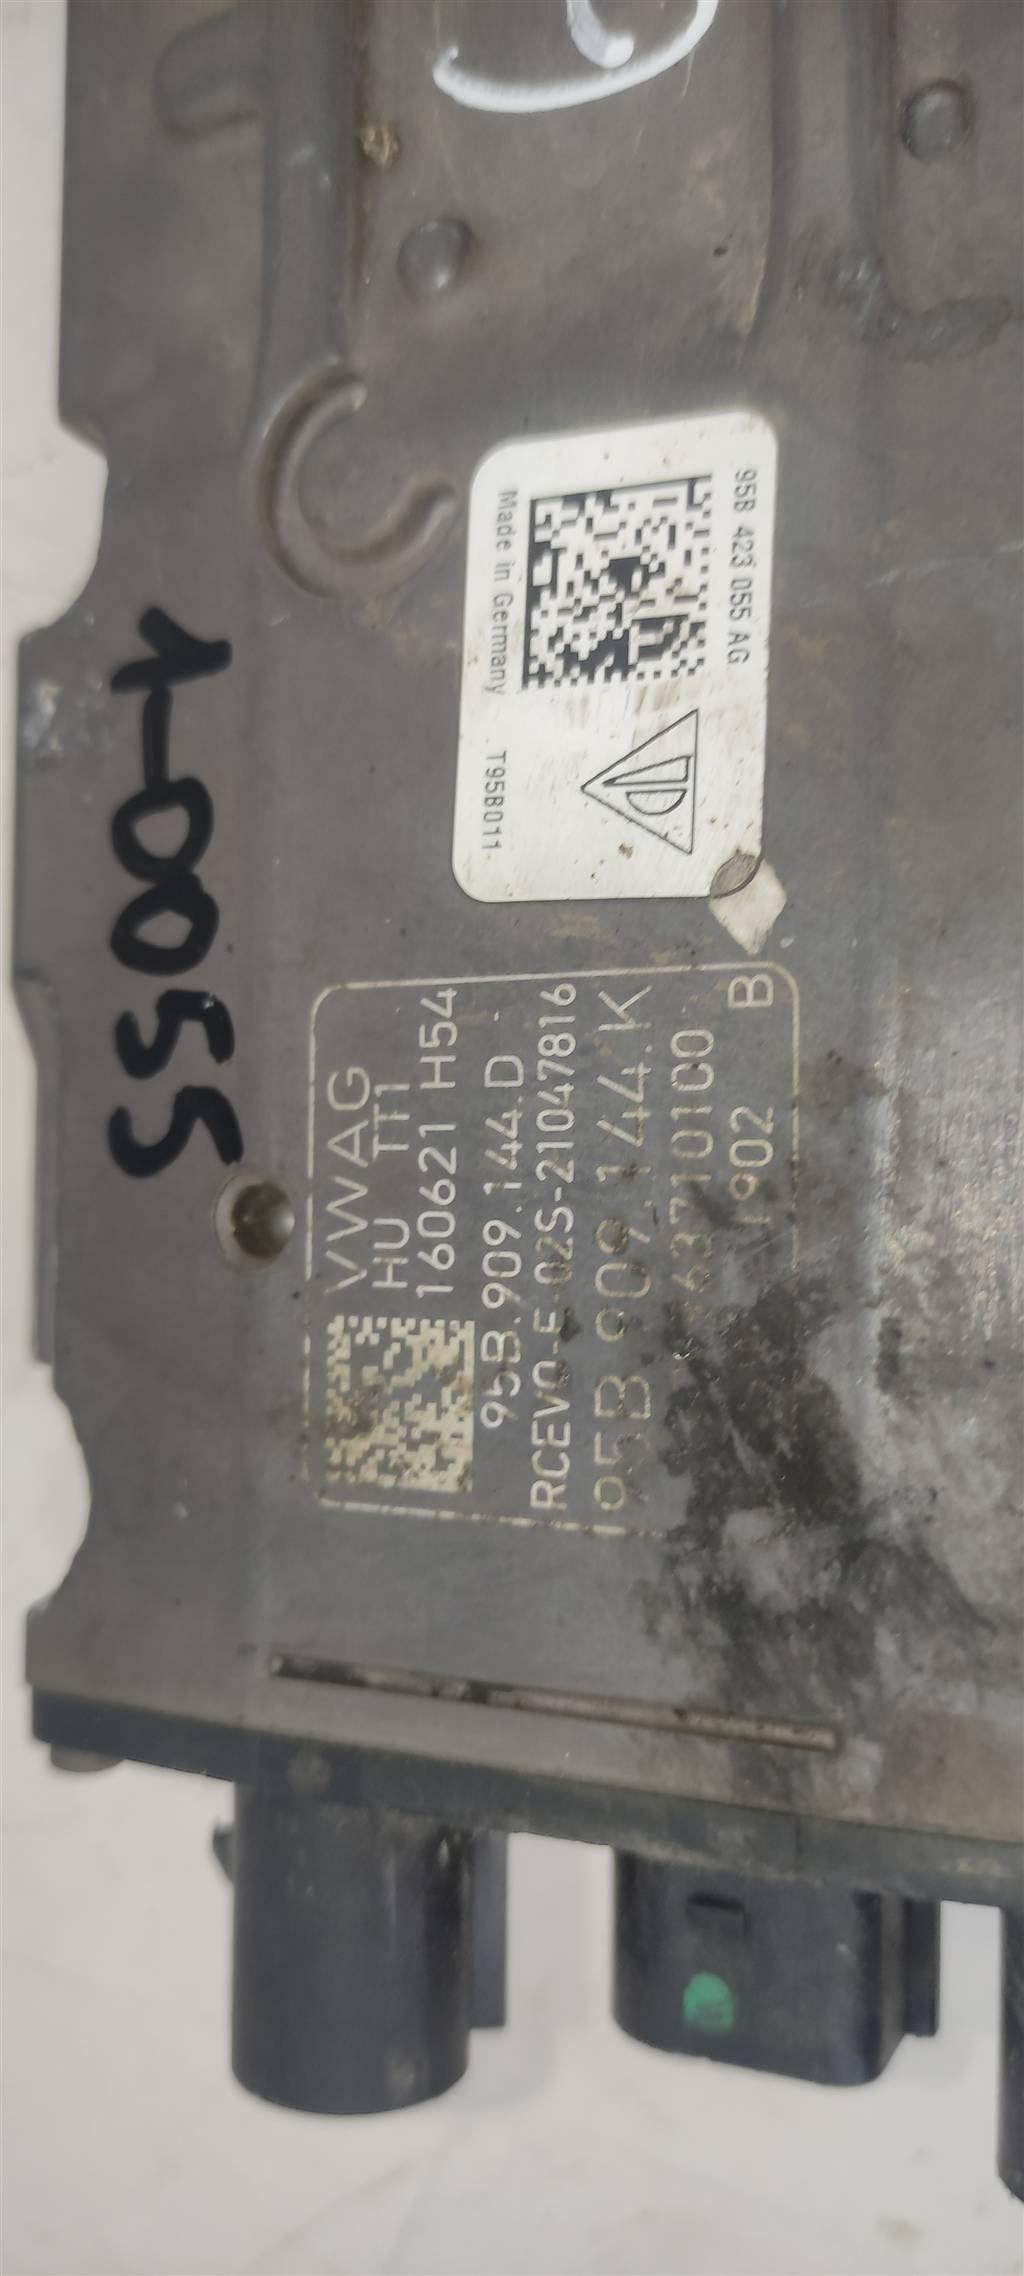 95B 423 055 AG
Made in Germany
T95B011
1-0055
VWAG
HU TT1
160621 H54
95B.909.144.D
RCEVO-E-02S-21047816
95B.909.144.K
1902 B